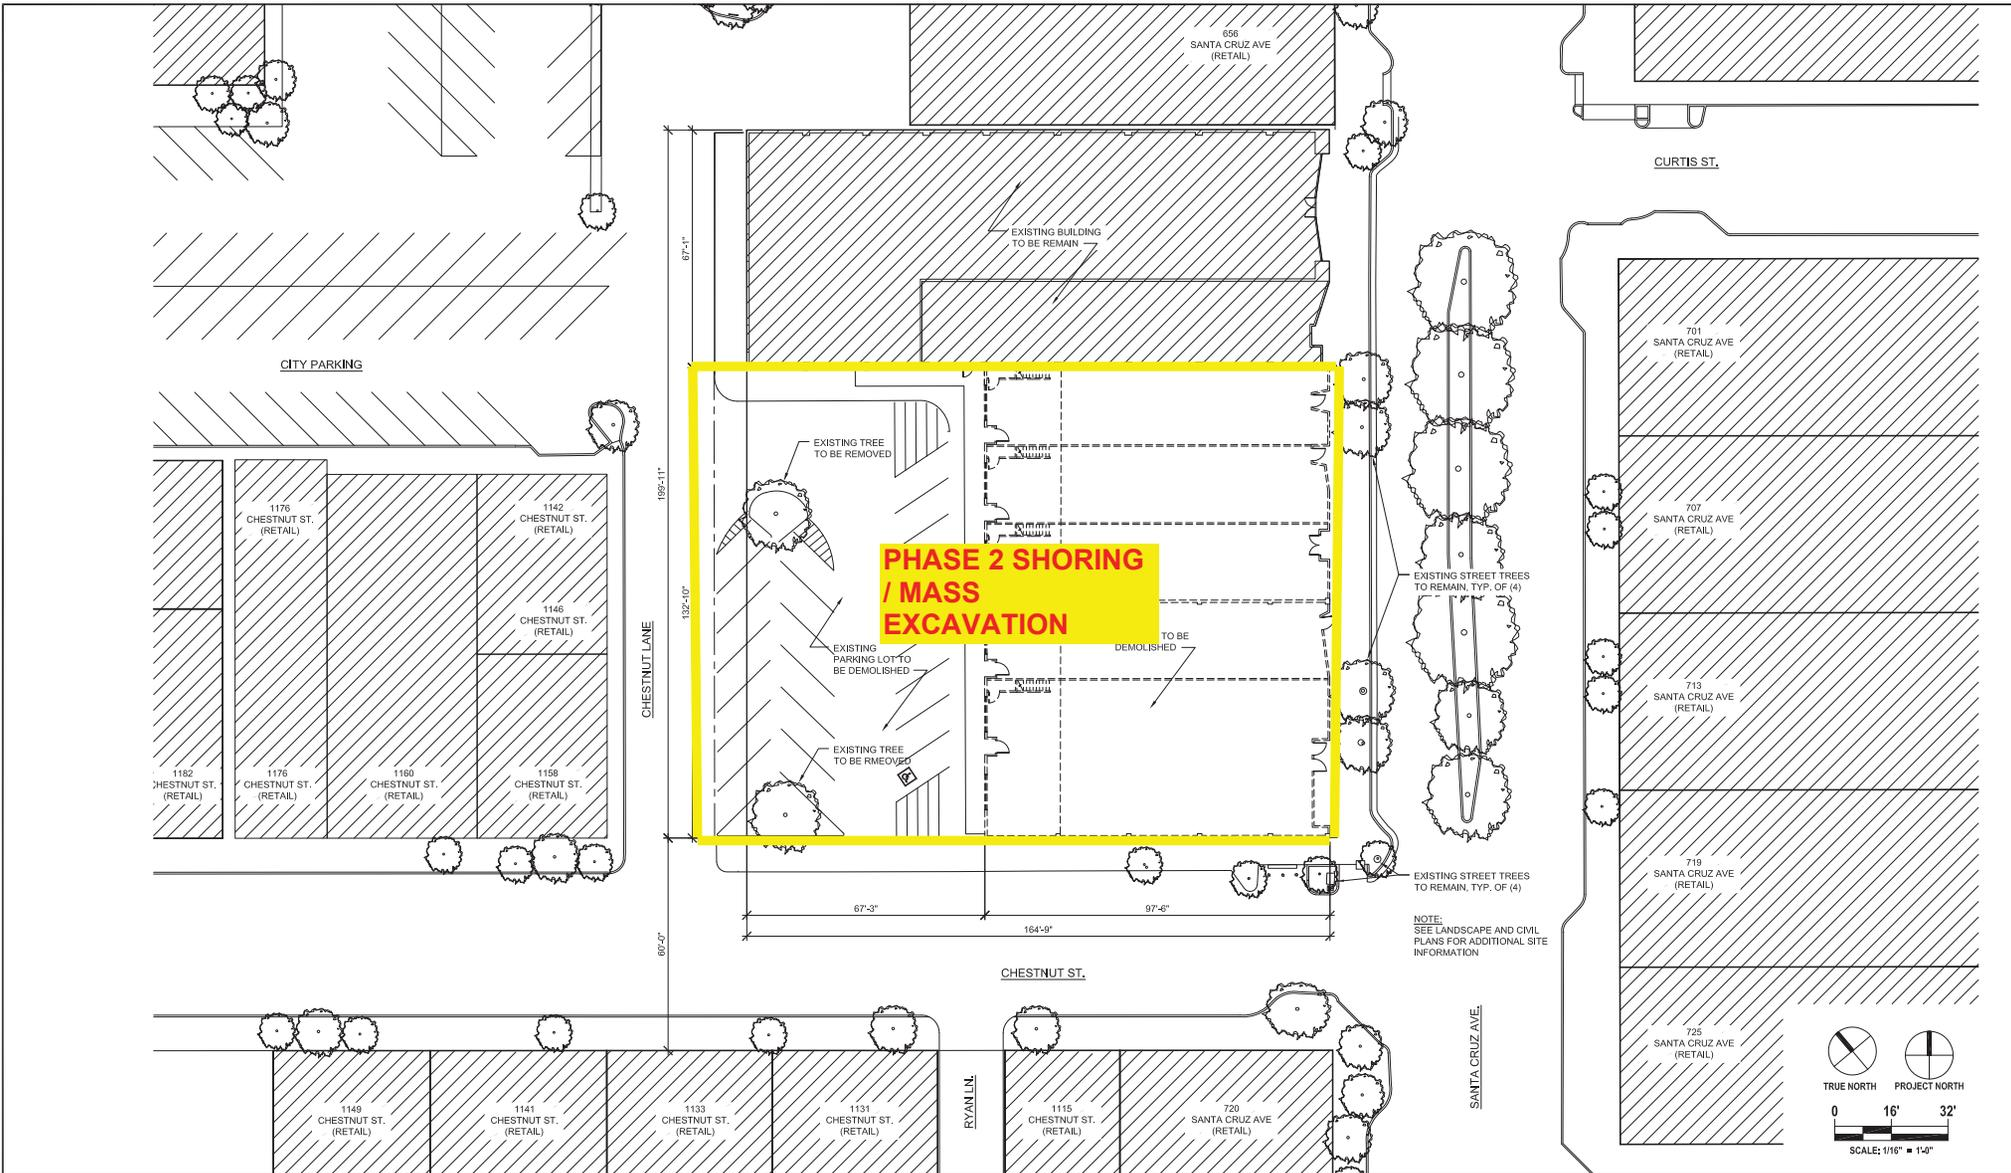 656
SANTA CRUZ AVE
(RETAIL)
CURTIS ST.
EXISTING BUILDING
TO BE REMAIN
67'-1"
CITY PARKING
701
SANTA CRUZ AVE
(RETAIL)
EXISTING TREE
TO BE REMOVED
199'-11"
132'-10"
1176
CHESTNUT ST.
(RETAIL)
1142
CHESTNUT ST.
(RETAIL)
707
SANTA CRUZ AVE
(RETAIL)
PHASE 2 SHORING
/ MASS
EXCAVATION
EXISTING STREET TREES
TO REMAIN, TYP. OF (4)
1146
CHESTNUT ST.
(RETAIL)
CHESTNUT LANE
EXISTING
PARKING LOT TO
BE DEMOLISHED
TO BE
DEMOLISHED
713
SANTA CRUZ AVE
(RETAIL)
EXISTING TREE
TO BE RMEOVED
1182
CHESTNUT ST.
(RETAIL)
1176
CHESTNUT ST.
(RETAIL)
1160
CHESTNUT ST.
(RETAIL)
1158
CHESTNUT ST.
(RETAIL)
719
SANTA CRUZ AVE
(RETAIL)
EXISTING STREET TREES
TO REMAIN, TYP. OF (4)
67'-3"
97'-6"
164'-9"
60'-0"
NOTE:
SEE LANDSCAPE AND CIVIL
PLANS FOR ADDITIONAL SITE
INFORMATION
CHESTNUT ST.
SANTA CRUZ AVE.
725
SANTA CRUZ AVE
(RETAIL)
TRUE NORTH
PROJECT NORTH
0 16' 32'
SCALE: 1/16" = 1'-0"
RYAN LN.
1149
CHESTNUT ST.
(RETAIL)
1141
CHESTNUT ST.
(RETAIL)
1133
CHESTNUT ST.
(RETAIL)
1131
CHESTNUT ST.
(RETAIL)
1115
CHESTNUT ST.
(RETAIL)
720
SANTA CRUZ AVE
(RETAIL)